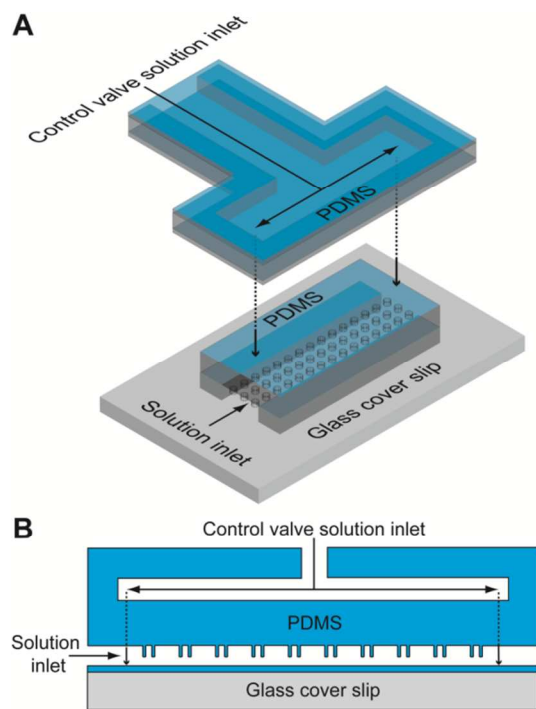 A
Control valve solution inlet
PDMS
PDMS
Solution inlet
Glass cover slip
B
Control valve solution inlet
PDMS
Solution
inlet
Glass cover slip